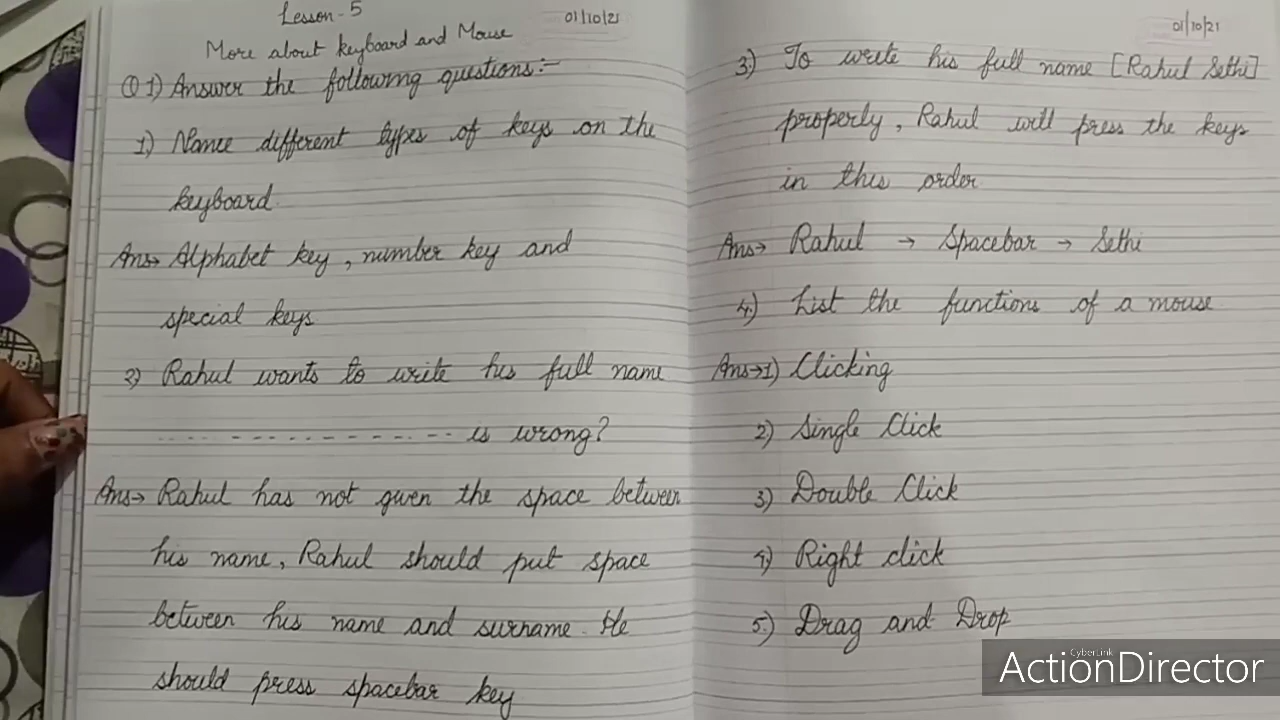 Lesson-5
01/10/21
More about keyboard and Mouse
Q1) Answer the following questions:-
1) Name different types of keys on the
keyboard.
Ans→ Alphabet key, number key and
special keys
2) Rahul wants to write his full name
--------------- is wrong?
Ans→ Rahul has not given the space between
his name, Rahul should put space
between his name and surname. He
should press spacebar key
01/10/21
3) To write his full name [Rahul Sethi]
properly, Rahul will press the keys
in this order
Ans→ Rahul → Spacebar → Sethi
4.) List the functions of a mouse
Ans→1) Clicking
2) Single Click
3) Double Click
4) Right click
5.) Drag and Drop
CyberLink
ActionDirector